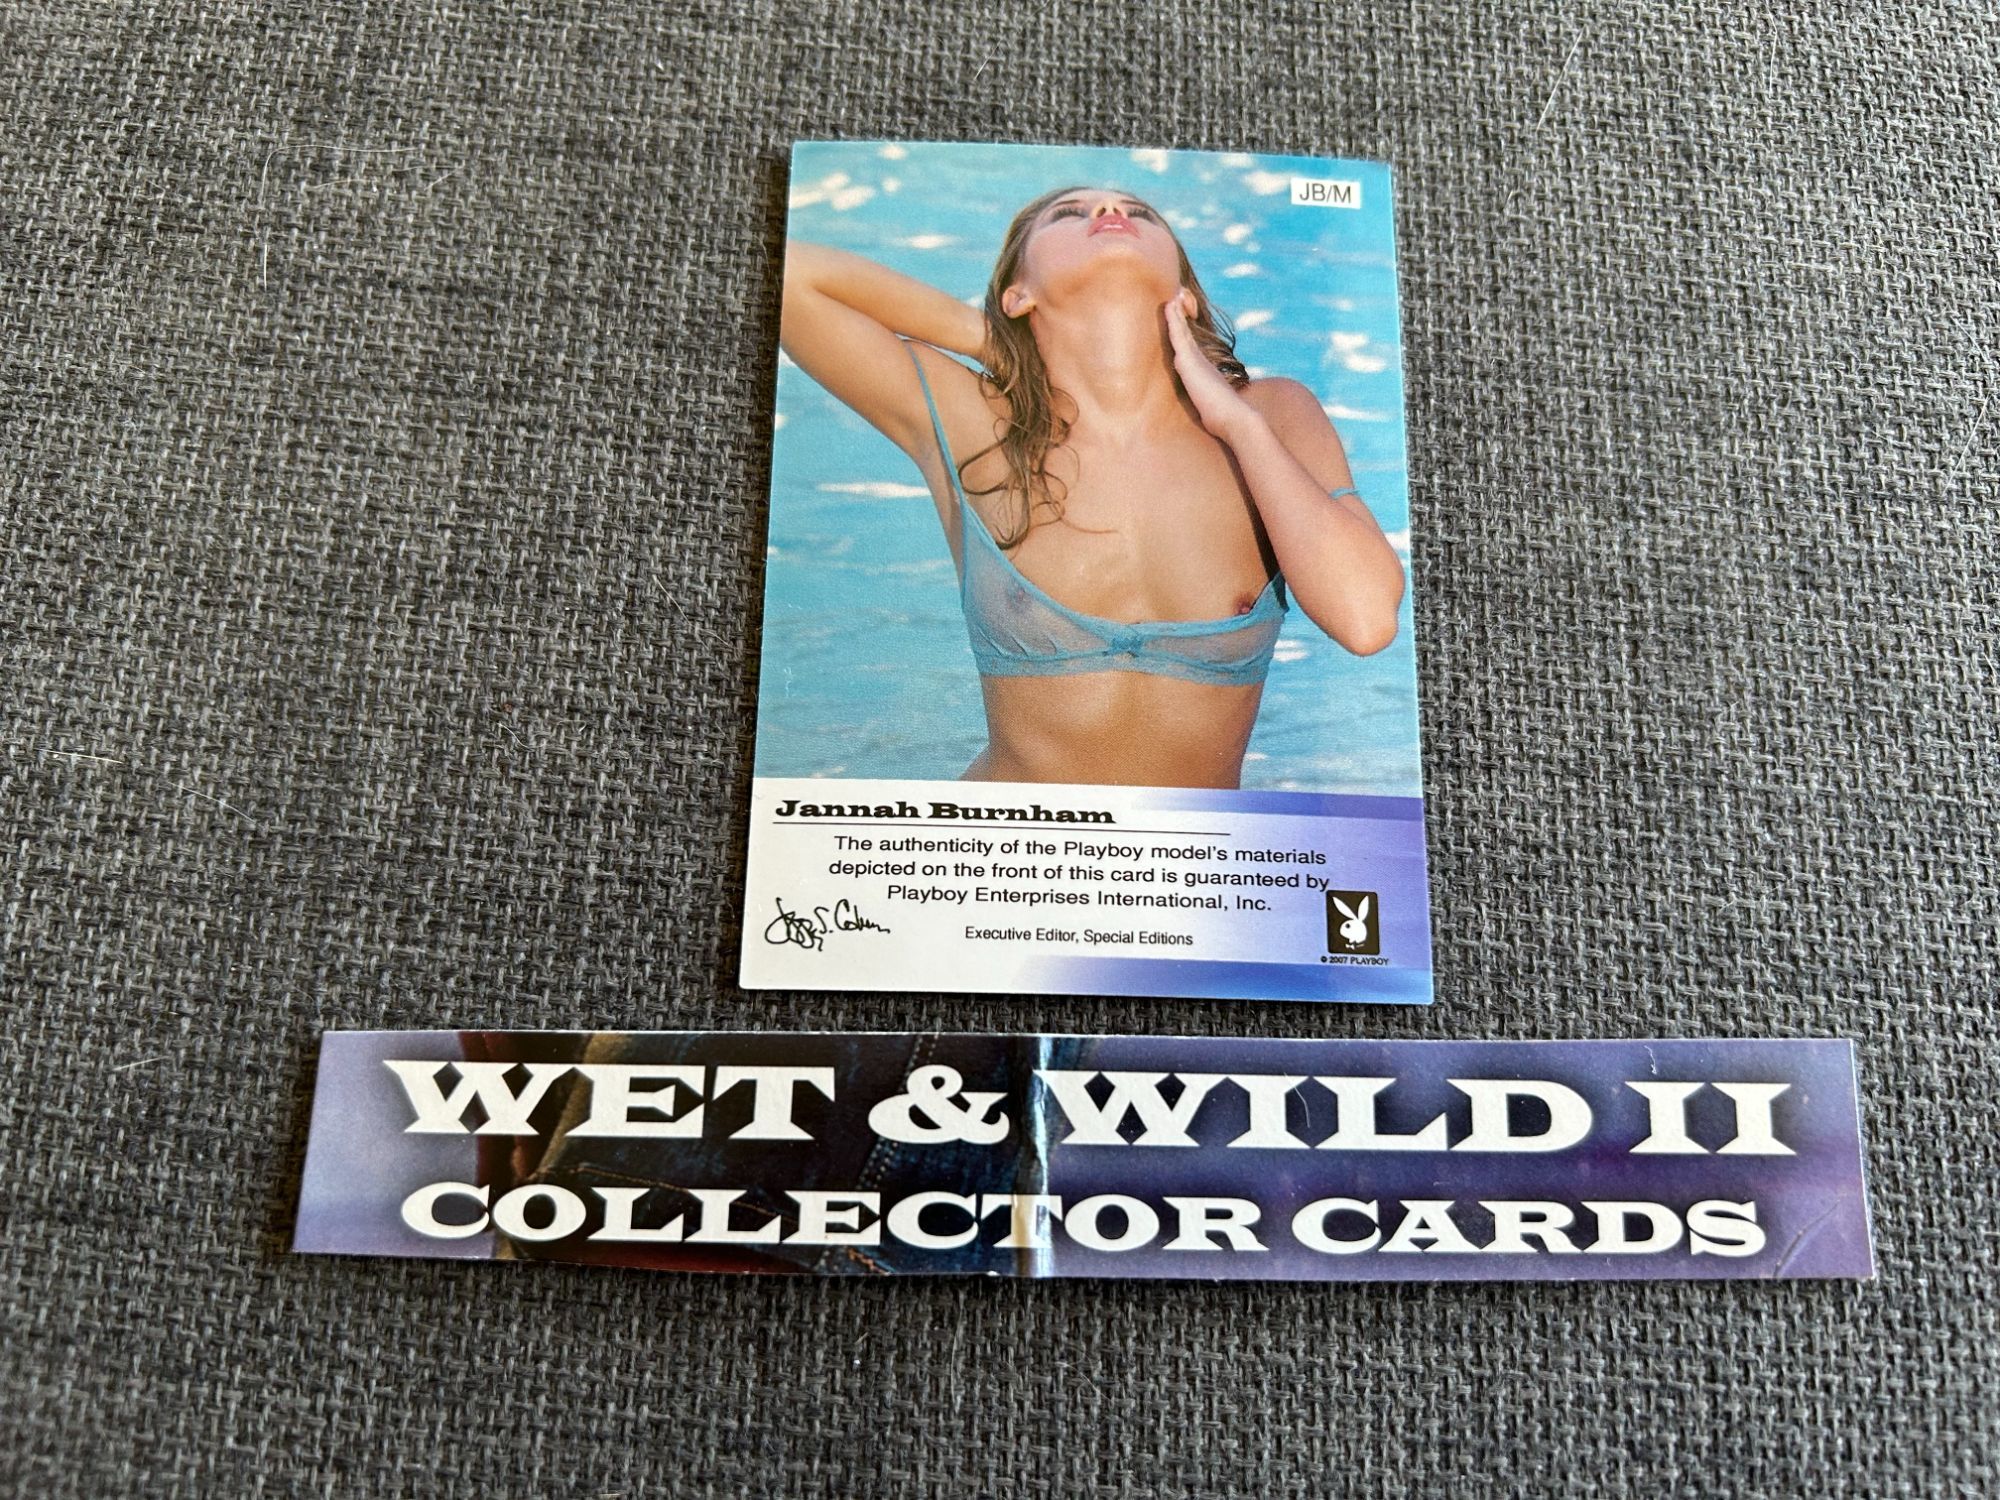 JB/M
Jannah Burnham
The authenticity of the Playboy model's materials
depicted on the front of this card is guaranteed by
Playboy Enterprises International, Inc.
Executive Editor, Special Editions
© 2007 PLAYBOY
WET & WILD II
COLLECTOR CARDS